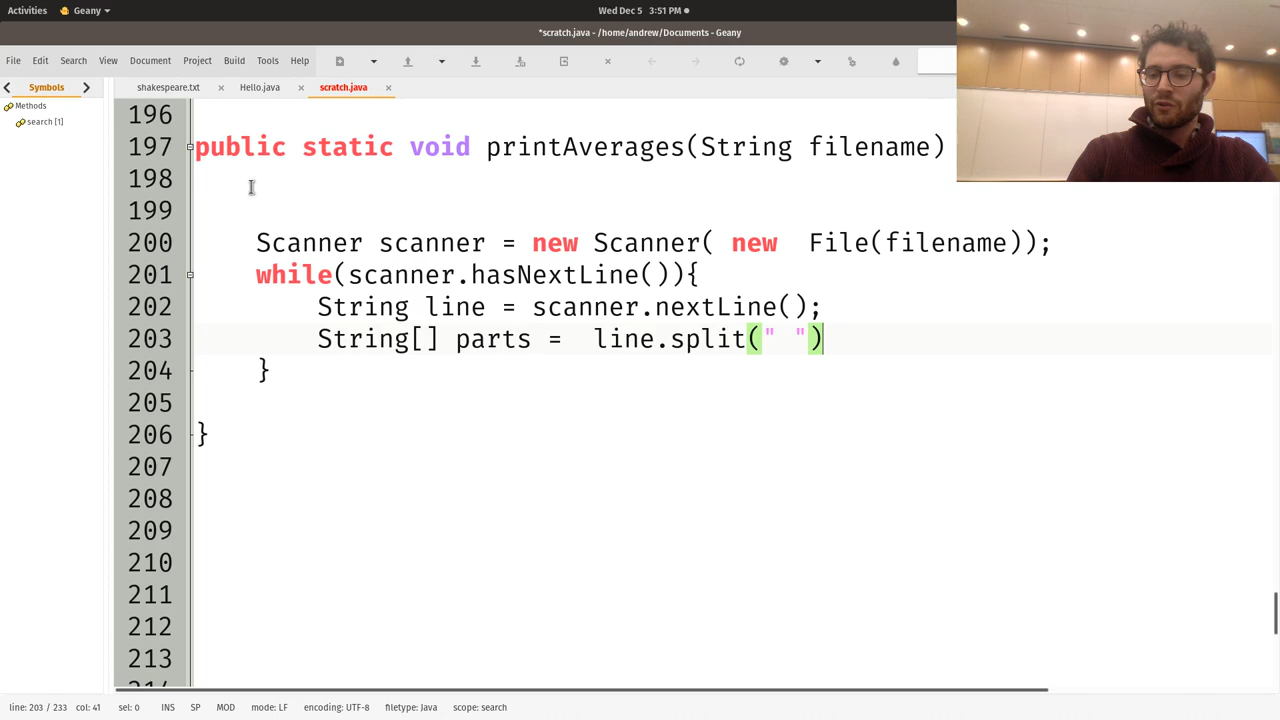 Activities Geany Wed Dec 5 3:51 PM
*scratch.java - /home/andrew/Documents - Geany
File Edit Search View Document Project Build Tools Help
Symbols shakespeare.txt Hello.java scratch.java
Methods
search [1]
196
197 public static void printAverages(String filename)
198
199
200 Scanner scanner = new Scanner( new  File(filename));
201 while(scanner.hasNextLine()){
202 String line = scanner.nextLine();
203 String[] parts =  line.split(" ")
204 }
205
206 }
207
208
209
210
211
212
213
line: 203 / 233 col: 41 sel: 0 INS SP MOD mode: LF encoding: UTF-8 filetype: Java scope: search